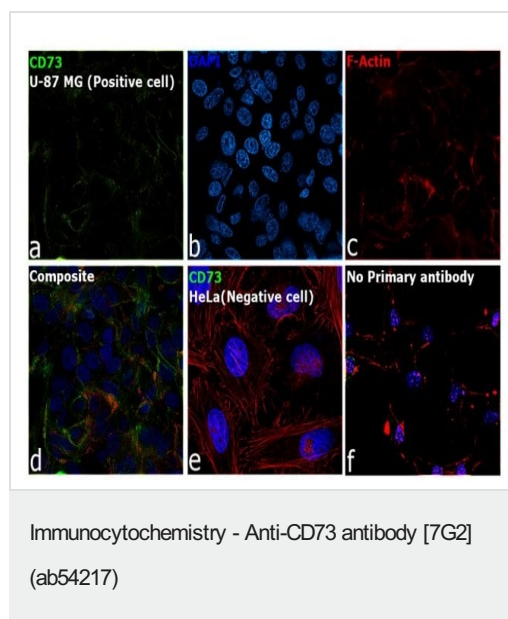 CD73
U-87 MG (Positive cell)
a
DAPI
b
F-Actin
c
Composite
d
CD73
HeLa(Negative cell)
e
No Primary antibody
f
Immunocytochemistry - Anti-CD73 antibody [7G2]
(ab54217)